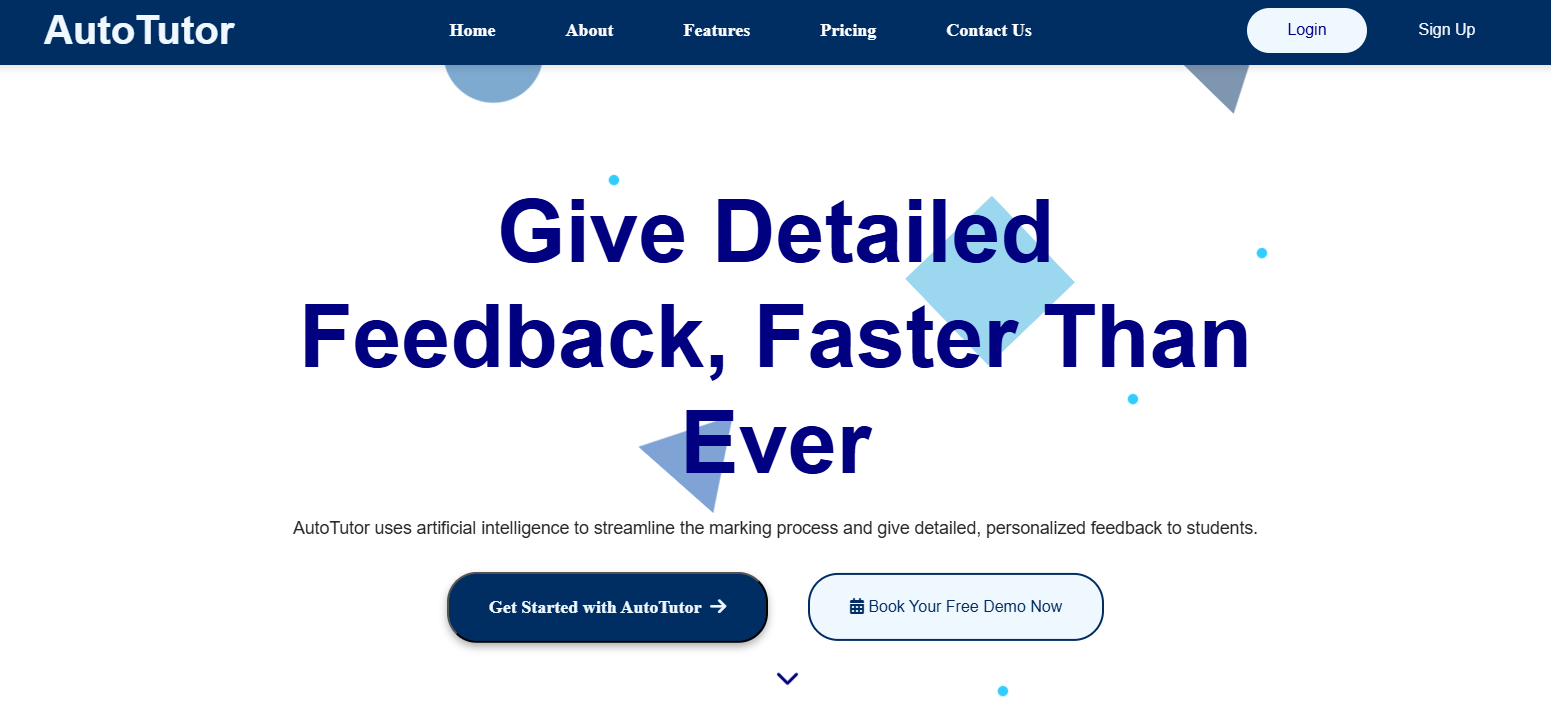 AutoTutor
Home About Features Pricing Contact Us
Login Sign Up
Give Detailed
Feedback, Faster Than
Ever
AutoTutor uses artificial intelligence to streamline the marking process and give detailed, personalized feedback to students.
Get Started with AutoTutor
Book Your Free Demo Now